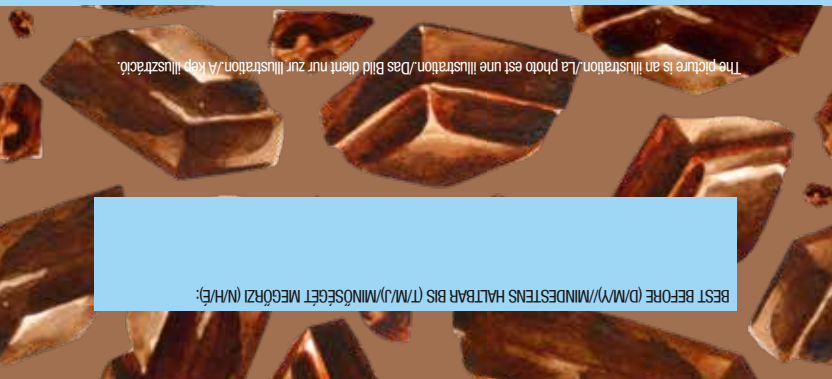 BEST BEFORE (D/M/Y)/MINDESTENS HALTBAR BIS (T/M/J)/MINŐSÉGÉT MEGŐRZI (N/H/É):
The picture is an illustration./La photo est une illustration./Das Bild dient nur zur Illustration./A kép illusztráció.